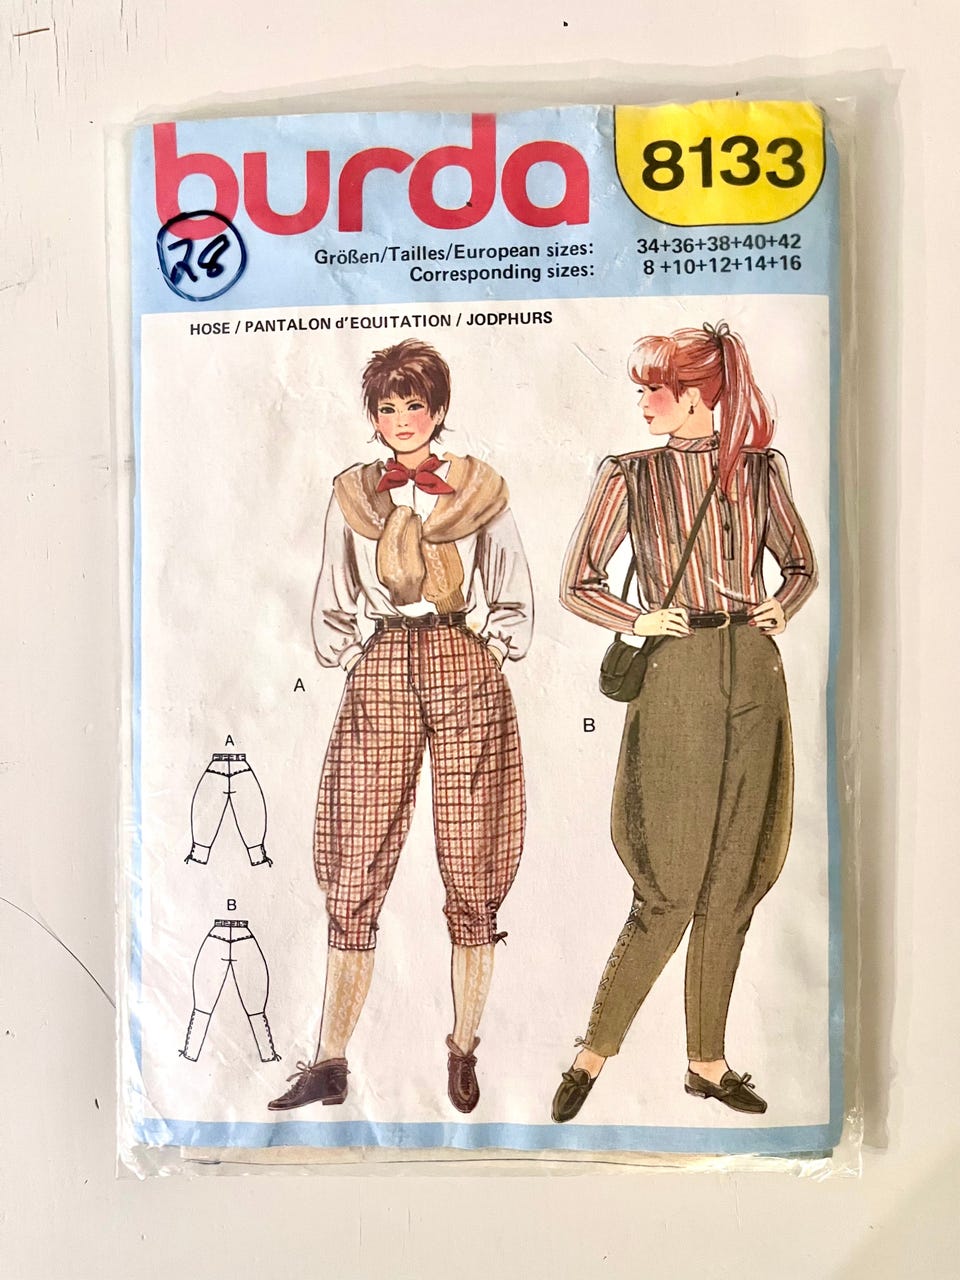 burda
8133
28
Größen/Tailles/European sizes: 34+36+38+40+42
Corresponding sizes: 8+10+12+14+16
HOSE / PANTALON d'EQUITATION / JODPHURS
A
B
A
B